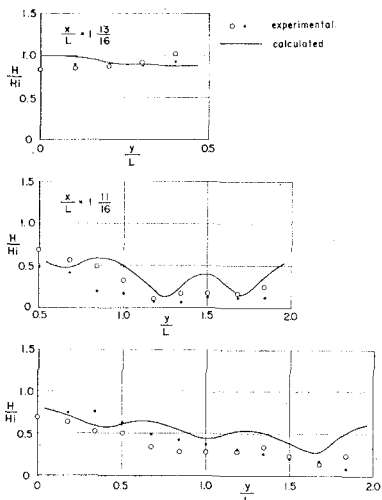 ○ • experimental
— calculated
1.5
x/L = 1 13/16
1.0
H/Hi
0.5
0
0 y/L 0.5
1.5
x/L = 1 11/16
1.0
H/Hi
0.5
0
0.5 1.0 y/L 1.5 2.0
1.5
1.0
H/Hi
0.5
0
0 0.5 1.0 y/L 1.5 2.0